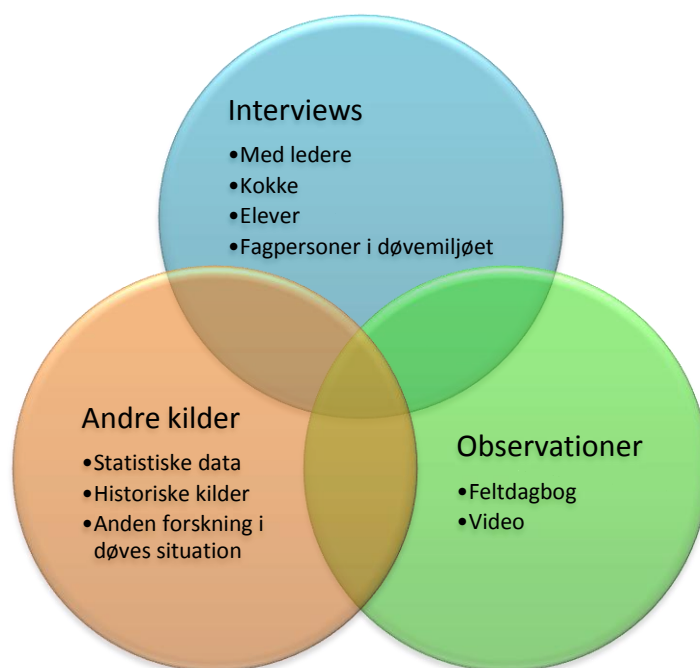 Interviews
•Med ledere
•Kokke
•Elever
•Fagpersoner i døvemiljøet
Andre kilder
•Statistiske data
•Historiske kilder
•Anden forskning i
døves situation
Observationer
•Feltdagbog
•Video